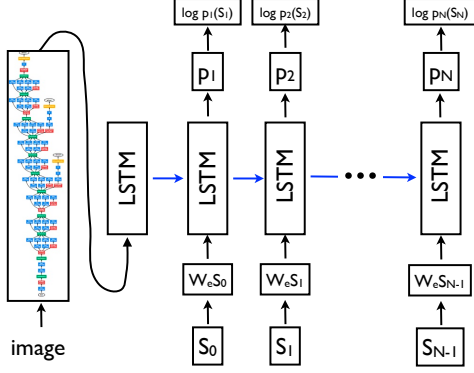 log p₁(S₁) log p₂(S₂) log pN(SN)
p₁ p₂ pN
LSTM LSTM LSTM ••• LSTM
WₑS₀ WₑS₁ WₑSN-1
S₀ S₁ SN-1
image